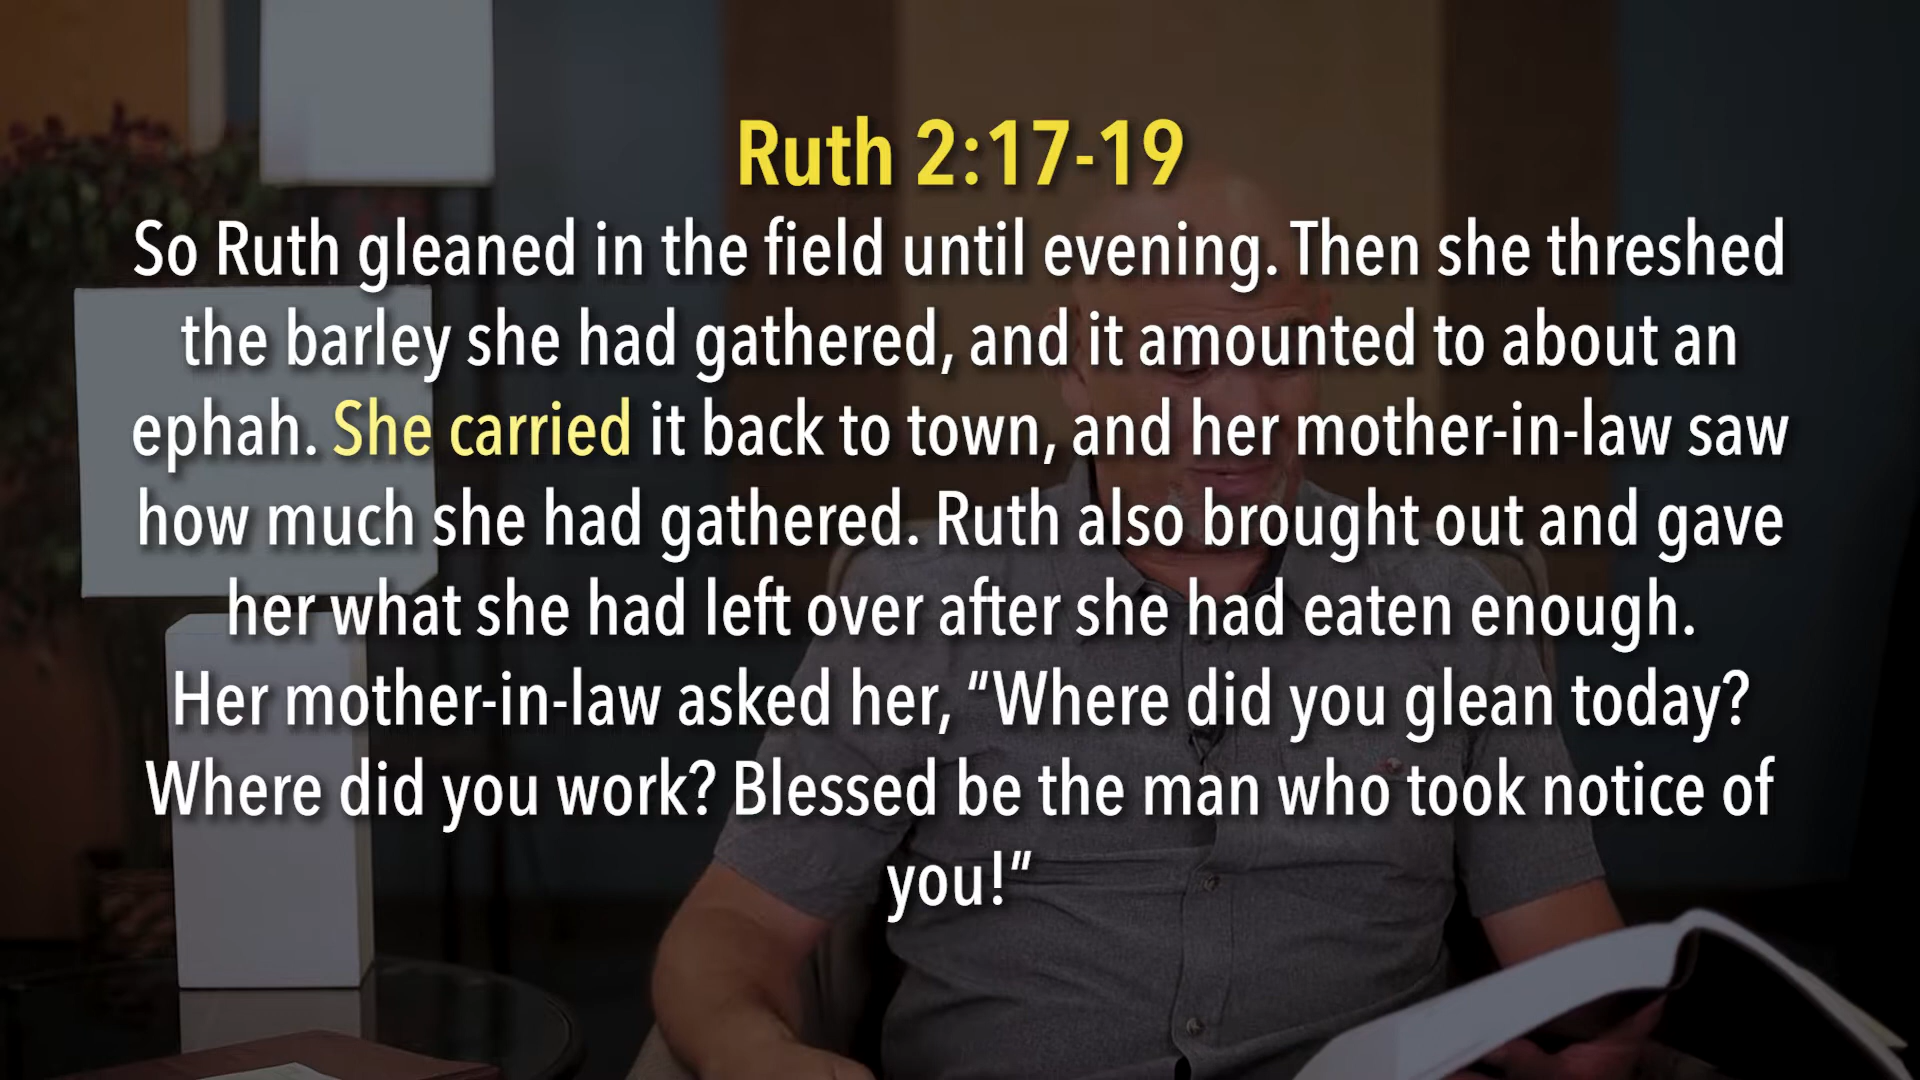 Ruth 2:17-19
So Ruth gleaned in the field until evening. Then she threshed
the barley she had gathered, and it amounted to about an
ephah. She carried it back to town, and her mother-in-law saw
how much she had gathered. Ruth also brought out and gave
her what she had left over after she had eaten enough.
Her mother-in-law asked her, “Where did you glean today?
Where did you work? Blessed be the man who took notice of
you!”